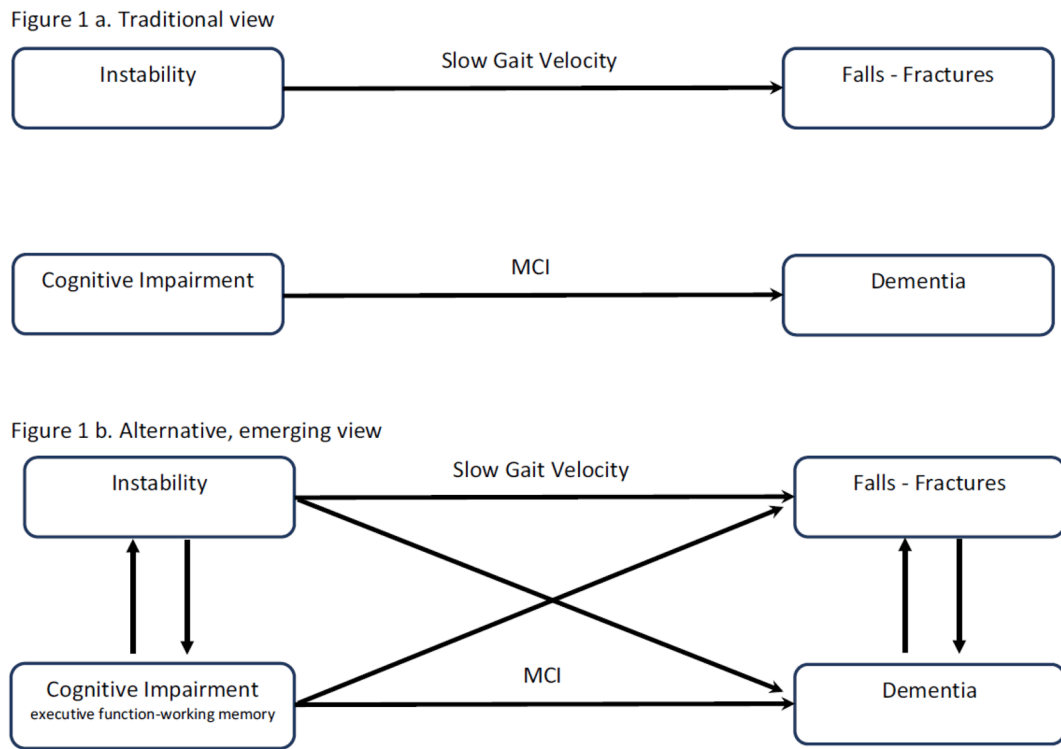 Figure 1 a. Traditional view
Instability
Slow Gait Velocity
Falls - Fractures
Cognitive Impairment
MCI
Dementia
Figure 1 b. Alternative, emerging view
Instability
Slow Gait Velocity
Falls - Fractures
Cognitive Impairment
executive function-working memory
MCI
Dementia